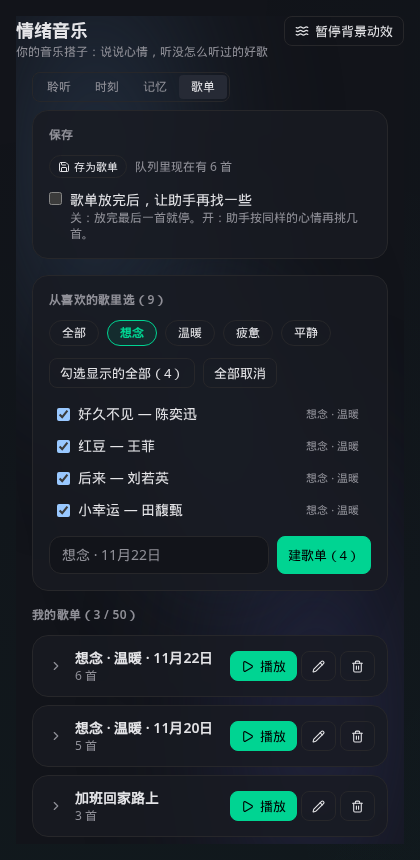 情绪音乐
暂停背景动效
你的音乐搭子：说说心情，听没怎么听过的好歌
聆听 时刻 记忆 歌单
保存
存为歌单 队列里现在有 6 首
歌单放完后，让助手再找一些
关：放完最后一首就停。开：助手按同样的心情再挑几
首。
从喜欢的歌里选（9）
全部 想念 温暖 疲惫 平静
勾选显示的全部（4） 全部取消
好久不见 — 陈奕迅 想念 · 温暖
红豆 — 王菲 想念 · 温暖
后来 — 刘若英 想念 · 温暖
小幸运 — 田馥甄 想念 · 温暖
想念 · 11月22日 建歌单（4）
我的歌单（3 / 50）
想念 · 温暖 · 11月22日
6 首
播放
想念 · 温暖 · 11月20日
5 首
播放
加班回家路上
3 首
播放